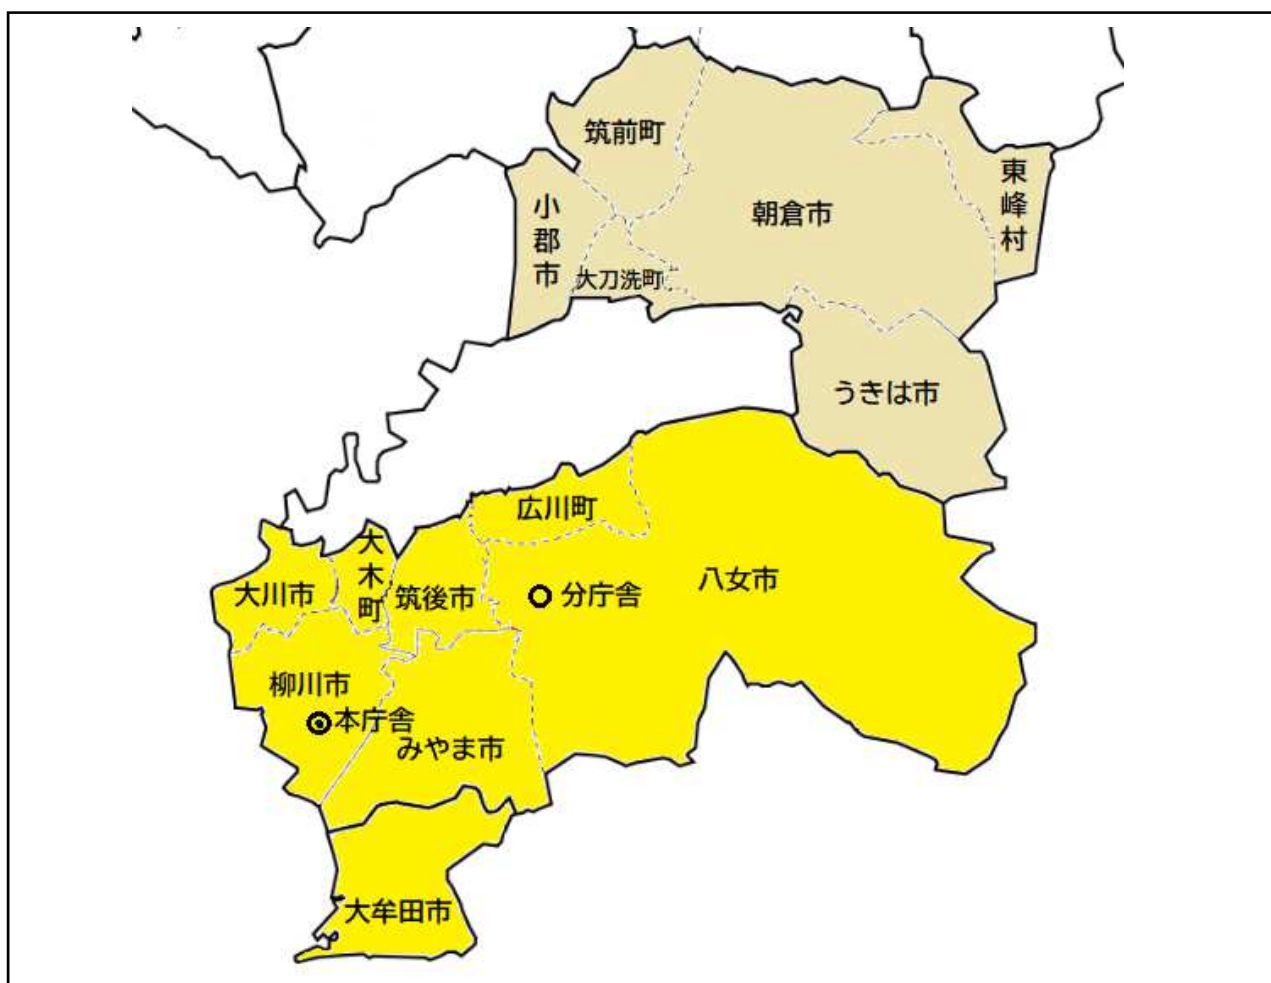 筑前町
東峰村
朝倉市
小郡市
大刀洗町
うきは市
広川町
大木町
八女市
大川市
筑後市
分庁舎
柳川市
本庁舎
みやま市
大牟田市